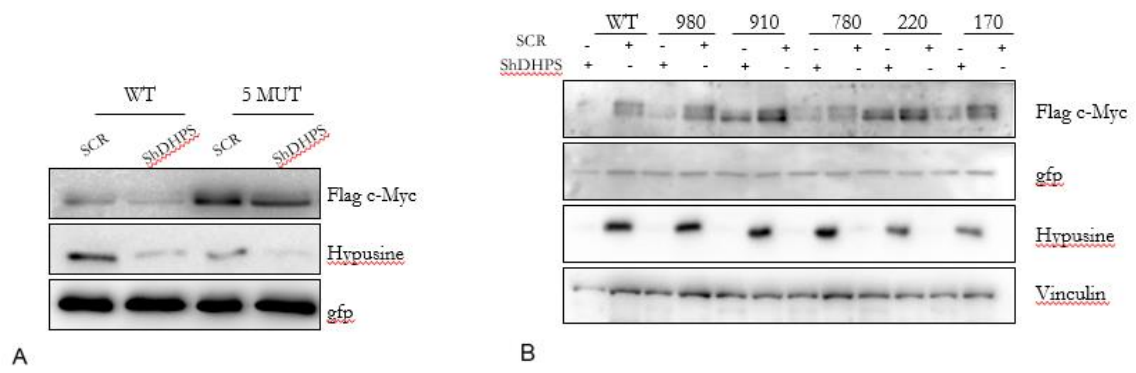 WT 980 910 780 220 170
SCR - + - + - + - + - + - +
ShDHPS + - + - + - + - + - + -
Flag c-Myc
gfp
Hypusine
Vinculin
B
WT 5 MUT
SCR ShDHPS SCR ShDHPS
Flag c-Myc
Hypusine
gfp
A